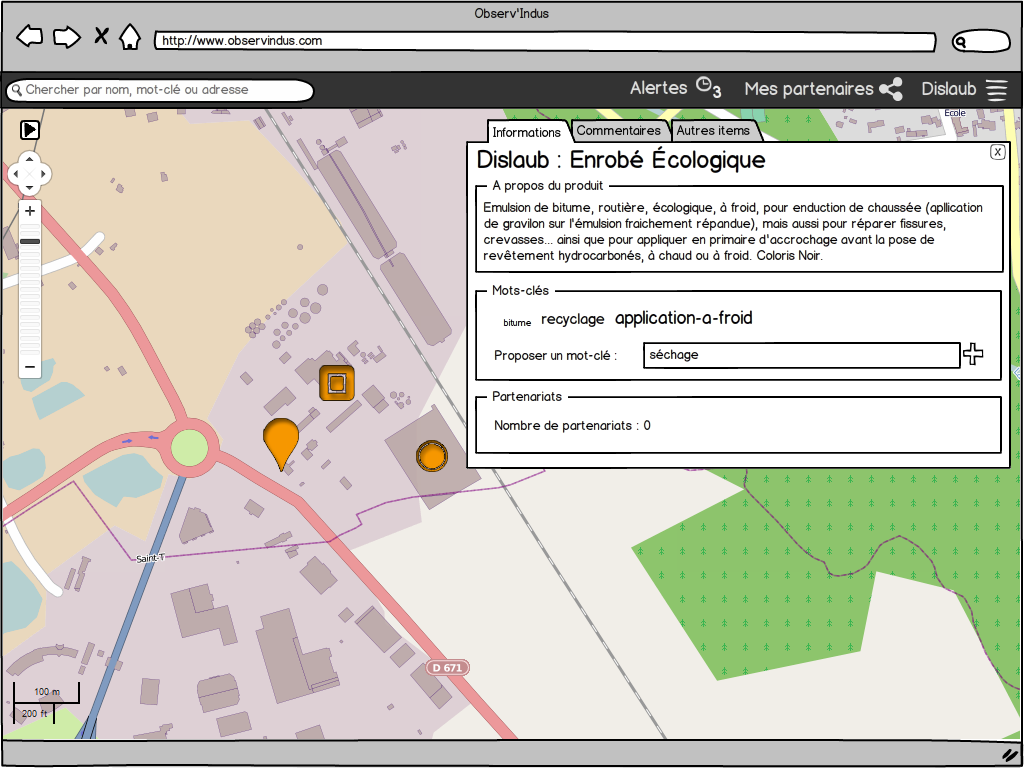 Observ'Indus
http://www.observindus.com
Chercher par nom, mot-clé ou adresse
Alertes 3
Mes partenaires
Dislaub
Ecole
Informations
Commentaires
Autres items
Dislaub : Enrobé Écologique
X
A propos du produit
Emulsion de bitume, routière, écologique, à froid, pour enduction de chaussée (apllication
de gravilon sur l'émulsion fraichement répandue), mais aussi pour réparer fissures,
crevasses... ainsi que pour appliquer en primaire d'accrochage avant la pose de
revêtement hydrocarbonés, à chaud ou à froid. Coloris Noir.
Mots-clés
bitume recyclage application-a-froid
Proposer un mot-clé : séchage
Partenariats
Nombre de partenariats : 0
Saint-T
D 671
100 m
200 ft